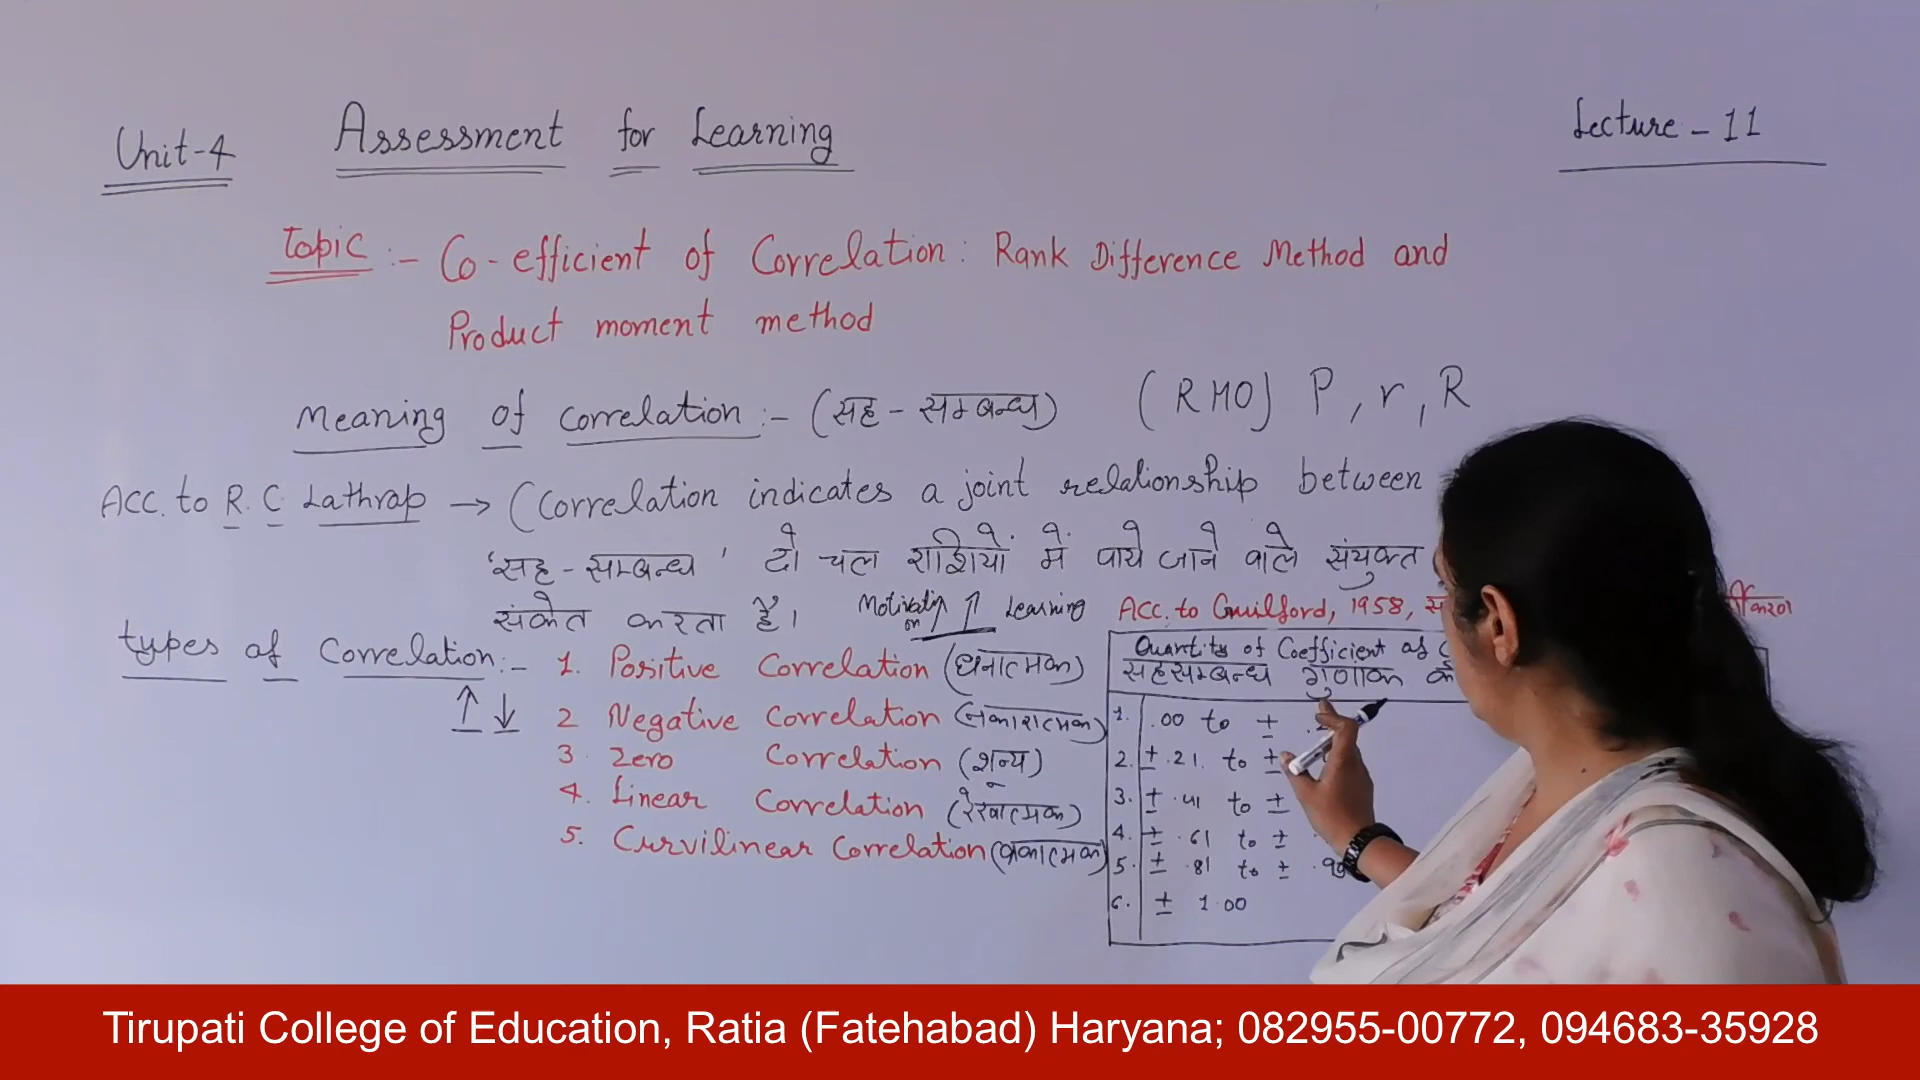 Unit-4 Assessment for Learning Lecture - 11
Topic :- Co-efficient of Correlation : Rank Difference Method and
Product moment method
Meaning of correlation :- (सह - सम्बन्ध) (RHO) P, r, R
Acc. to R. C. Lathrap → (Correlation indicates a joint relationship between
'सह - सम्बन्ध' दो चल राशियों में पाये जाने वाले संयुक्त
संकेत करता है। Motivation ↑ Learning
Acc. to Guilford, 1958,
types of Correlation :- 1. Positive Correlation (धनात्मक)
↑ ↓ 2 Negative Correlation (नकारात्मक)
3. Zero Correlation (शून्य)
4. Linear Correlation (रेखात्मक)
5. Curvilinear Correlation (वक्रात्मक)
Quantity of Coefficient of
सहसम्बन्ध गुणांक
1. .00 to ±
2. ± .21. to ±
3. ± .41 to ±
4. ± .61 to ±
5. ± .81 to ± .99
6. ± 1.00
Tirupati College of Education, Ratia (Fatehabad) Haryana; 082955-00772, 094683-35928